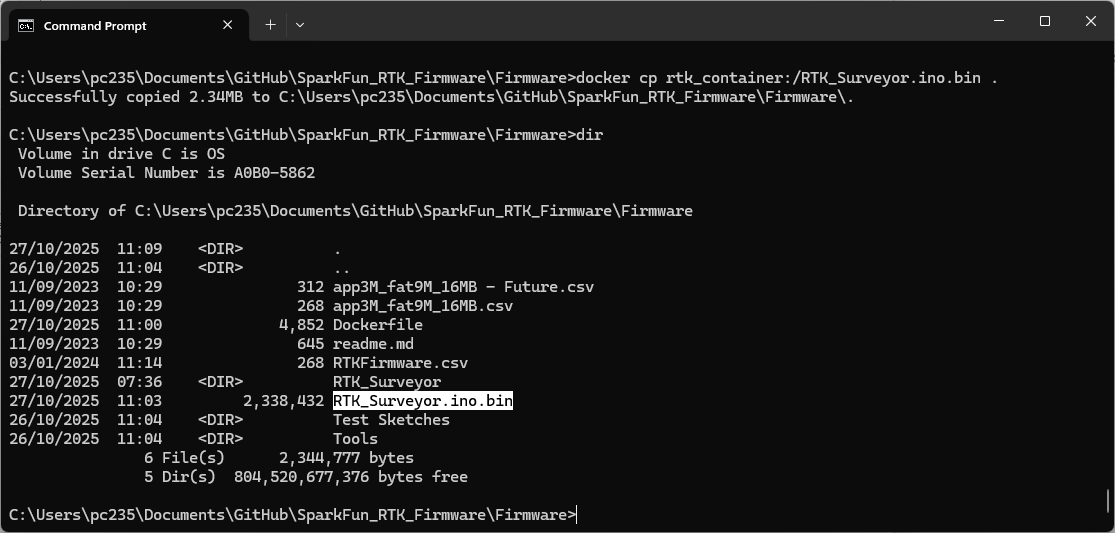 Command Prompt
C:\Users\pc235\Documents\GitHub\SparkFun_RTK_Firmware\Firmware>docker cp rtk_container:/RTK_Surveyor.ino.bin .
Successfully copied 2.34MB to C:\Users\pc235\Documents\GitHub\SparkFun_RTK_Firmware\Firmware\.
C:\Users\pc235\Documents\GitHub\SparkFun_RTK_Firmware\Firmware>dir
Volume in drive C is OS
Volume Serial Number is A0B0-5862
Directory of C:\Users\pc235\Documents\GitHub\SparkFun_RTK_Firmware\Firmware
27/10/2025  11:09    <DIR>          .
26/10/2025  11:04    <DIR>          ..
11/09/2023  10:29               312 app3M_fat9M_16MB - Future.csv
11/09/2023  10:29               268 app3M_fat9M_16MB.csv
27/10/2025  11:00             4,852 Dockerfile
11/09/2023  10:29               645 readme.md
03/01/2024  11:14               268 RTKFirmware.csv
27/10/2025  07:36    <DIR>          RTK_Surveyor
27/10/2025  11:03         2,338,432 RTK_Surveyor.ino.bin
26/10/2025  11:04    <DIR>          Test Sketches
26/10/2025  11:04    <DIR>          Tools
6 File(s)      2,344,777 bytes
5 Dir(s)  804,520,677,376 bytes free
C:\Users\pc235\Documents\GitHub\SparkFun_RTK_Firmware\Firmware>